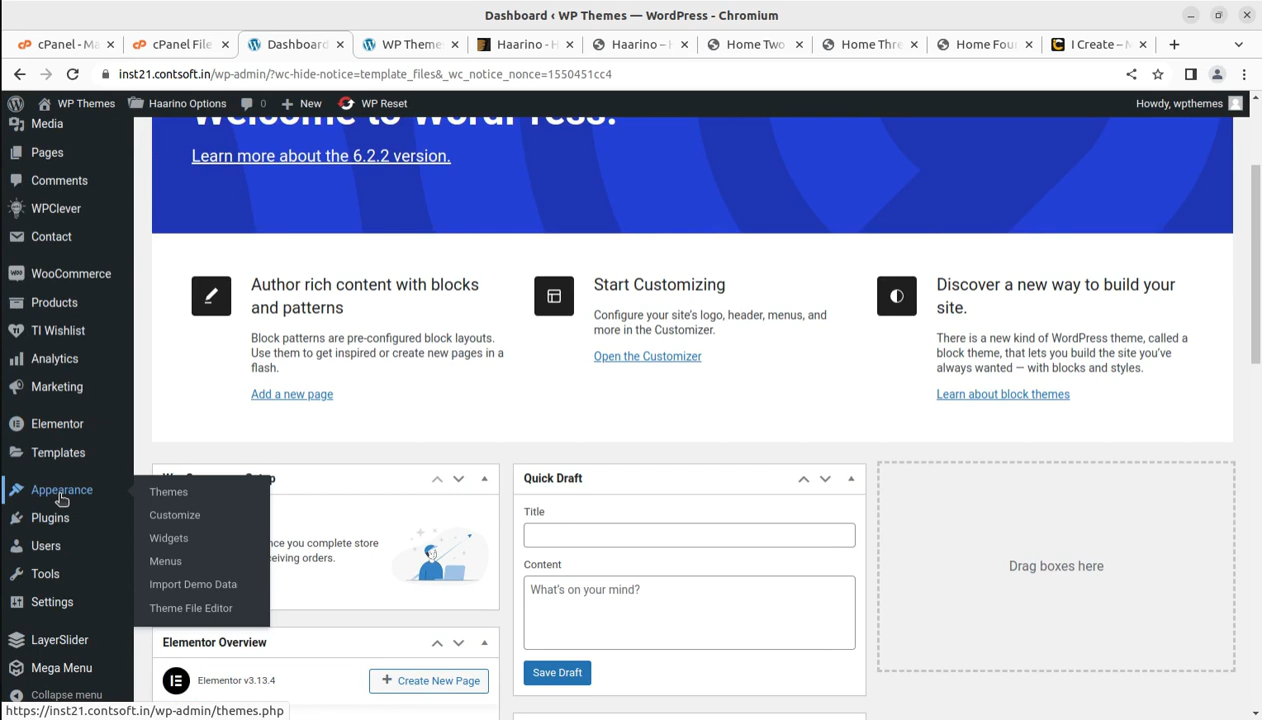 Dashboard ‹ WP Themes — WordPress - Chromium
cPanel - Ma
cPanel File
Dashboard
WP Theme
Haarino - H
Haarino – 
Home Two
Home Thre
Home Four
I Create – M
inst21.contsoft.in/wp-admin/?wc-hide-notice=template_files&_wc_notice_nonce=1550451cc4
WP Themes
Haarino Options
0
New
WP Reset
Howdy, wpthemes
Media
Pages
Comments
WPClever
Contact
WooCommerce
Products
TI Wishlist
Analytics
Marketing
Elementor
Templates
Appearance
Plugins
Users
Tools
Settings
LayerSlider
Mega Menu
Collapse menu
Themes
Customize
Widgets
Menus
Import Demo Data
Theme File Editor
Welcome to WordPress!
Learn more about the 6.2.2 version.
Author rich content with blocks
and patterns
Block patterns are pre-configured block layouts.
Use them to get inspired or create new pages in a
flash.
Add a new page
Start Customizing
Configure your site's logo, header, menus, and
more in the Customizer.
Open the Customizer
Discover a new way to build your
site.
There is a new kind of WordPress theme, called a
block theme, that lets you build the site you've
always wanted — with blocks and styles.
Learn about block themes
nce you complete store
eiving orders.
Elementor Overview
Elementor v3.13.4
Create New Page
Quick Draft
Title
Content
What's on your mind?
Save Draft
Drag boxes here
https://inst21.contsoft.in/wp-admin/themes.php